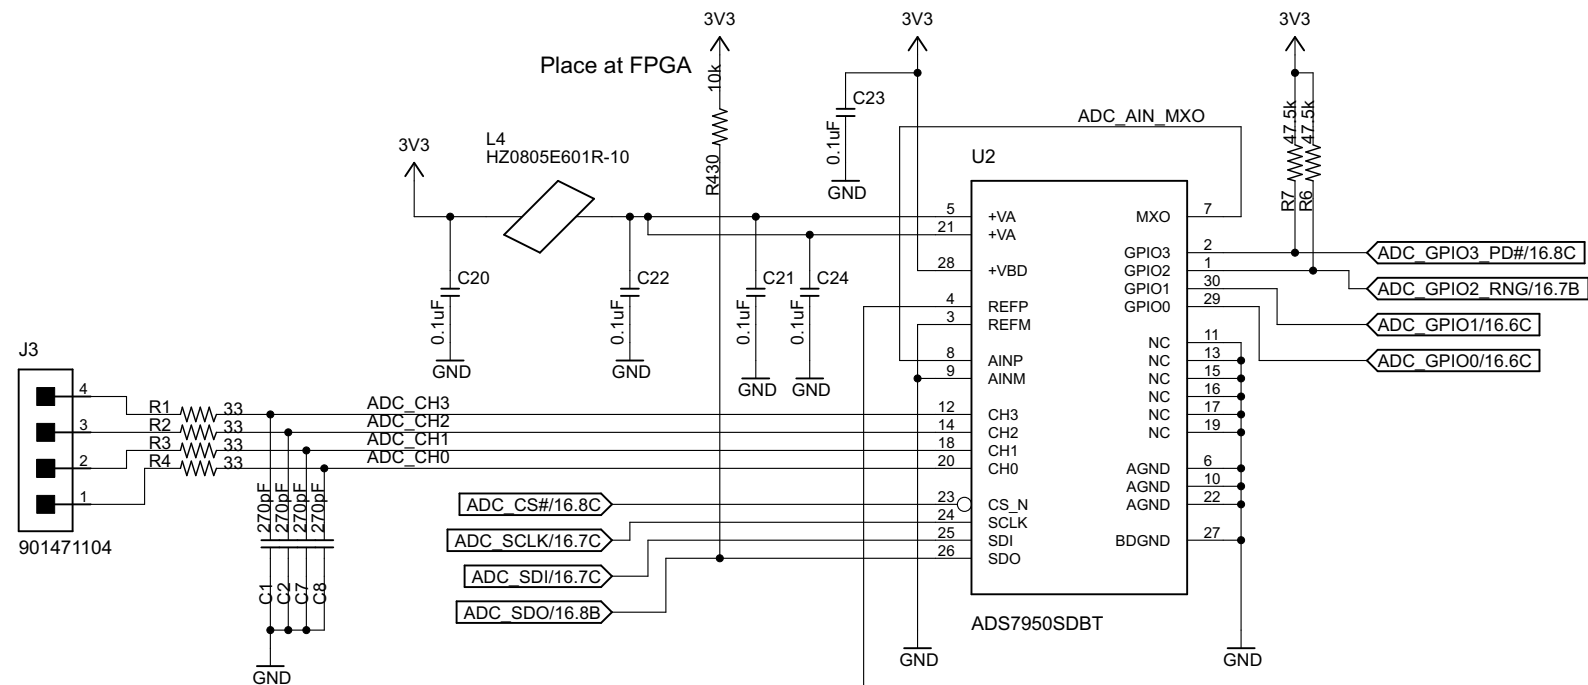 3V3
3V3
3V3
Place at FPGA
10k
R430
C23
0.1uF
GND
ADC_AIN_MXO
47.5k
47.5k
R7
R6
3V3
L4
HZ0805E601R-10
U2
5
+VA
21
+VA
28
+VBD
4
REFP
3
REFM
8
AINP
9
AINM
12
CH3
14
CH2
18
CH1
20
CH0
23
CS_N
24
SCLK
25
SDI
26
SDO
MXO
7
GPIO3
2
GPIO2
1
GPIO1
30
GPIO0
29
NC
11
NC
13
NC
15
NC
16
NC
17
NC
19
AGND
6
AGND
10
AGND
22
BDGND
27
ADS7950SDBT
ADC_GPIO3_PD#/16.8C
ADC_GPIO2_RNG/16.7B
ADC_GPIO1/16.6C
ADC_GPIO0/16.6C
C20
0.1uF
GND
C22
0.1uF
GND
C21
0.1uF
GND
C24
0.1uF
GND
J3
4
3
2
1
901471104
R1
33
ADC_CH3
R2
33
ADC_CH2
R3
33
ADC_CH1
R4
33
ADC_CH0
270pF
270pF
270pF
270pF
C1
C2
C7
C8
GND
ADC_CS#/16.8C
ADC_SCLK/16.7C
ADC_SDI/16.7C
ADC_SDO/16.8B
GND
GND